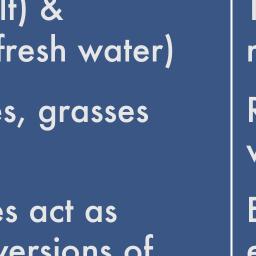 lt) &
fresh water)
es, grasses
es act as
versions of